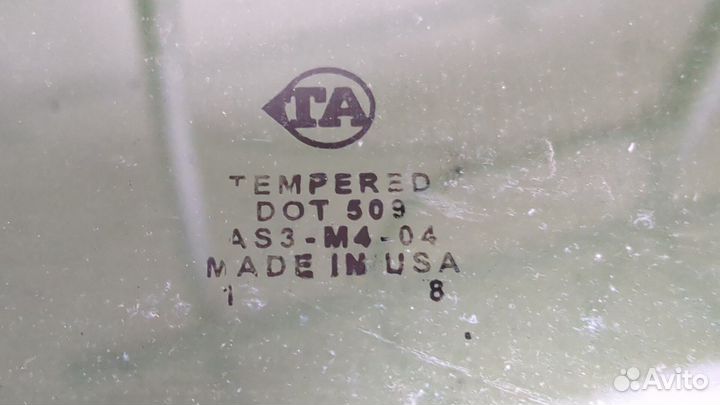 TA
TEMPERED
DOT 509
AS3-M4-04
MADE IN USA
1 8
Avito